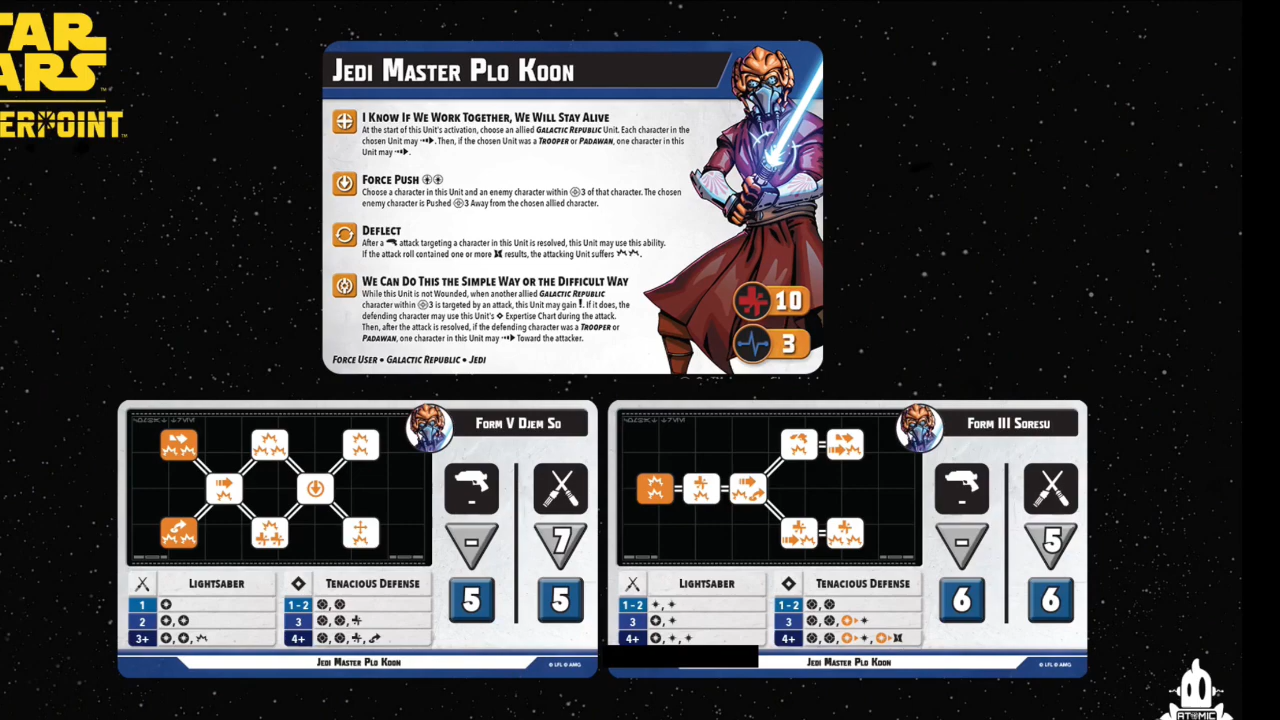 TAR
ARS
ERPOINT
JEDI MASTER PLO KOON
I KNOW IF WE WORK TOGETHER, WE WILL STAY ALIVE
At the start of this Unit's activation, choose an allied GALACTIC REPUBLIC Unit. Each character in the
chosen Unit may . Then, if the chosen Unit was a TROOPER or PADAWAN, one character in this
Unit may .
FORCE PUSH
Choose a character in this Unit and an enemy character within 3 of that character. The chosen
enemy character is Pushed 3 Away from the chosen allied character.
DEFLECT
After a attack targeting a character in this Unit is resolved, this Unit may use this ability.
If the attack roll contained one or more results, the attacking Unit suffers .
WE CAN DO THIS THE SIMPLE WAY OR THE DIFFICULT WAY
While this Unit is not Wounded, when another allied GALACTIC REPUBLIC
character within 3 is targeted by an attack, this Unit may gain . If it does, the
defending character may use this Unit's Expertise Chart during the attack.
Then, after the attack is resolved, if the defending character was a TROOPER or
PADAWAN, one character in this Unit may Toward the attacker.
10
3
FORCE USER • GALACTIC REPUBLIC • JEDI
FORM V DJEM SO
-
-
7
5
5
LIGHTSABER
1
2
3+
TENACIOUS DEFENSE
1-2
3
4+
JEDI MASTER PLO KOON
© LFL © AMG
FORM III SORESU
-
-
5
6
6
LIGHTSABER
1-2
3
4+
TENACIOUS DEFENSE
1-2
3
4+
JEDI MASTER PLO KOON
© LFL © AMG
ATOMIC